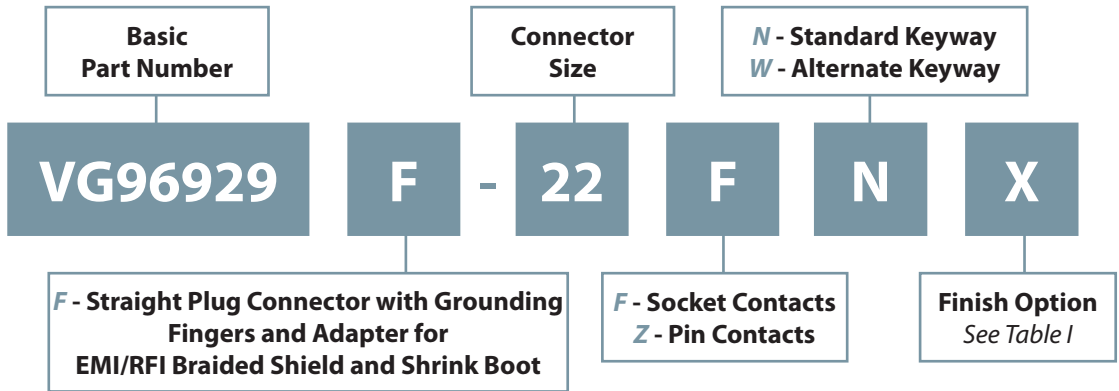 Basic
Part Number
Connector
Size
N - Standard Keyway
W - Alternate Keyway
VG96929 F - 22 F N X
F - Straight Plug Connector with Grounding
Fingers and Adapter for
EMI/RFI Braided Shield and Shrink Boot
F - Socket Contacts
Z - Pin Contacts
Finish Option
See Table I